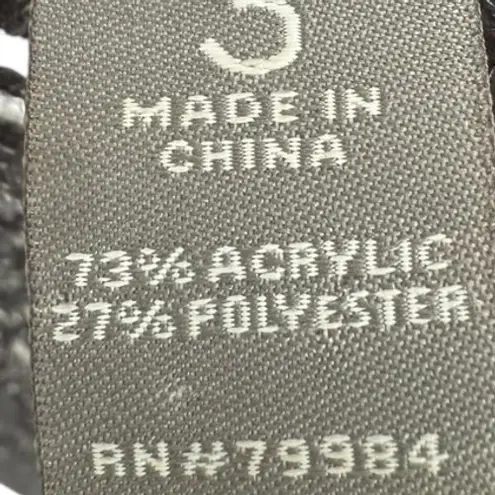 S
MADE IN
CHINA
73% ACRYLIC
27% POLYESTER
RN#79984